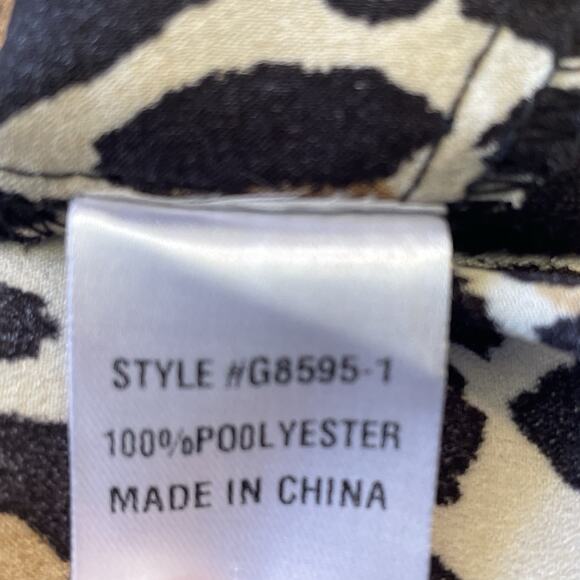 STYLE #G8595-1
100%POOLYESTER
MADE IN CHINA